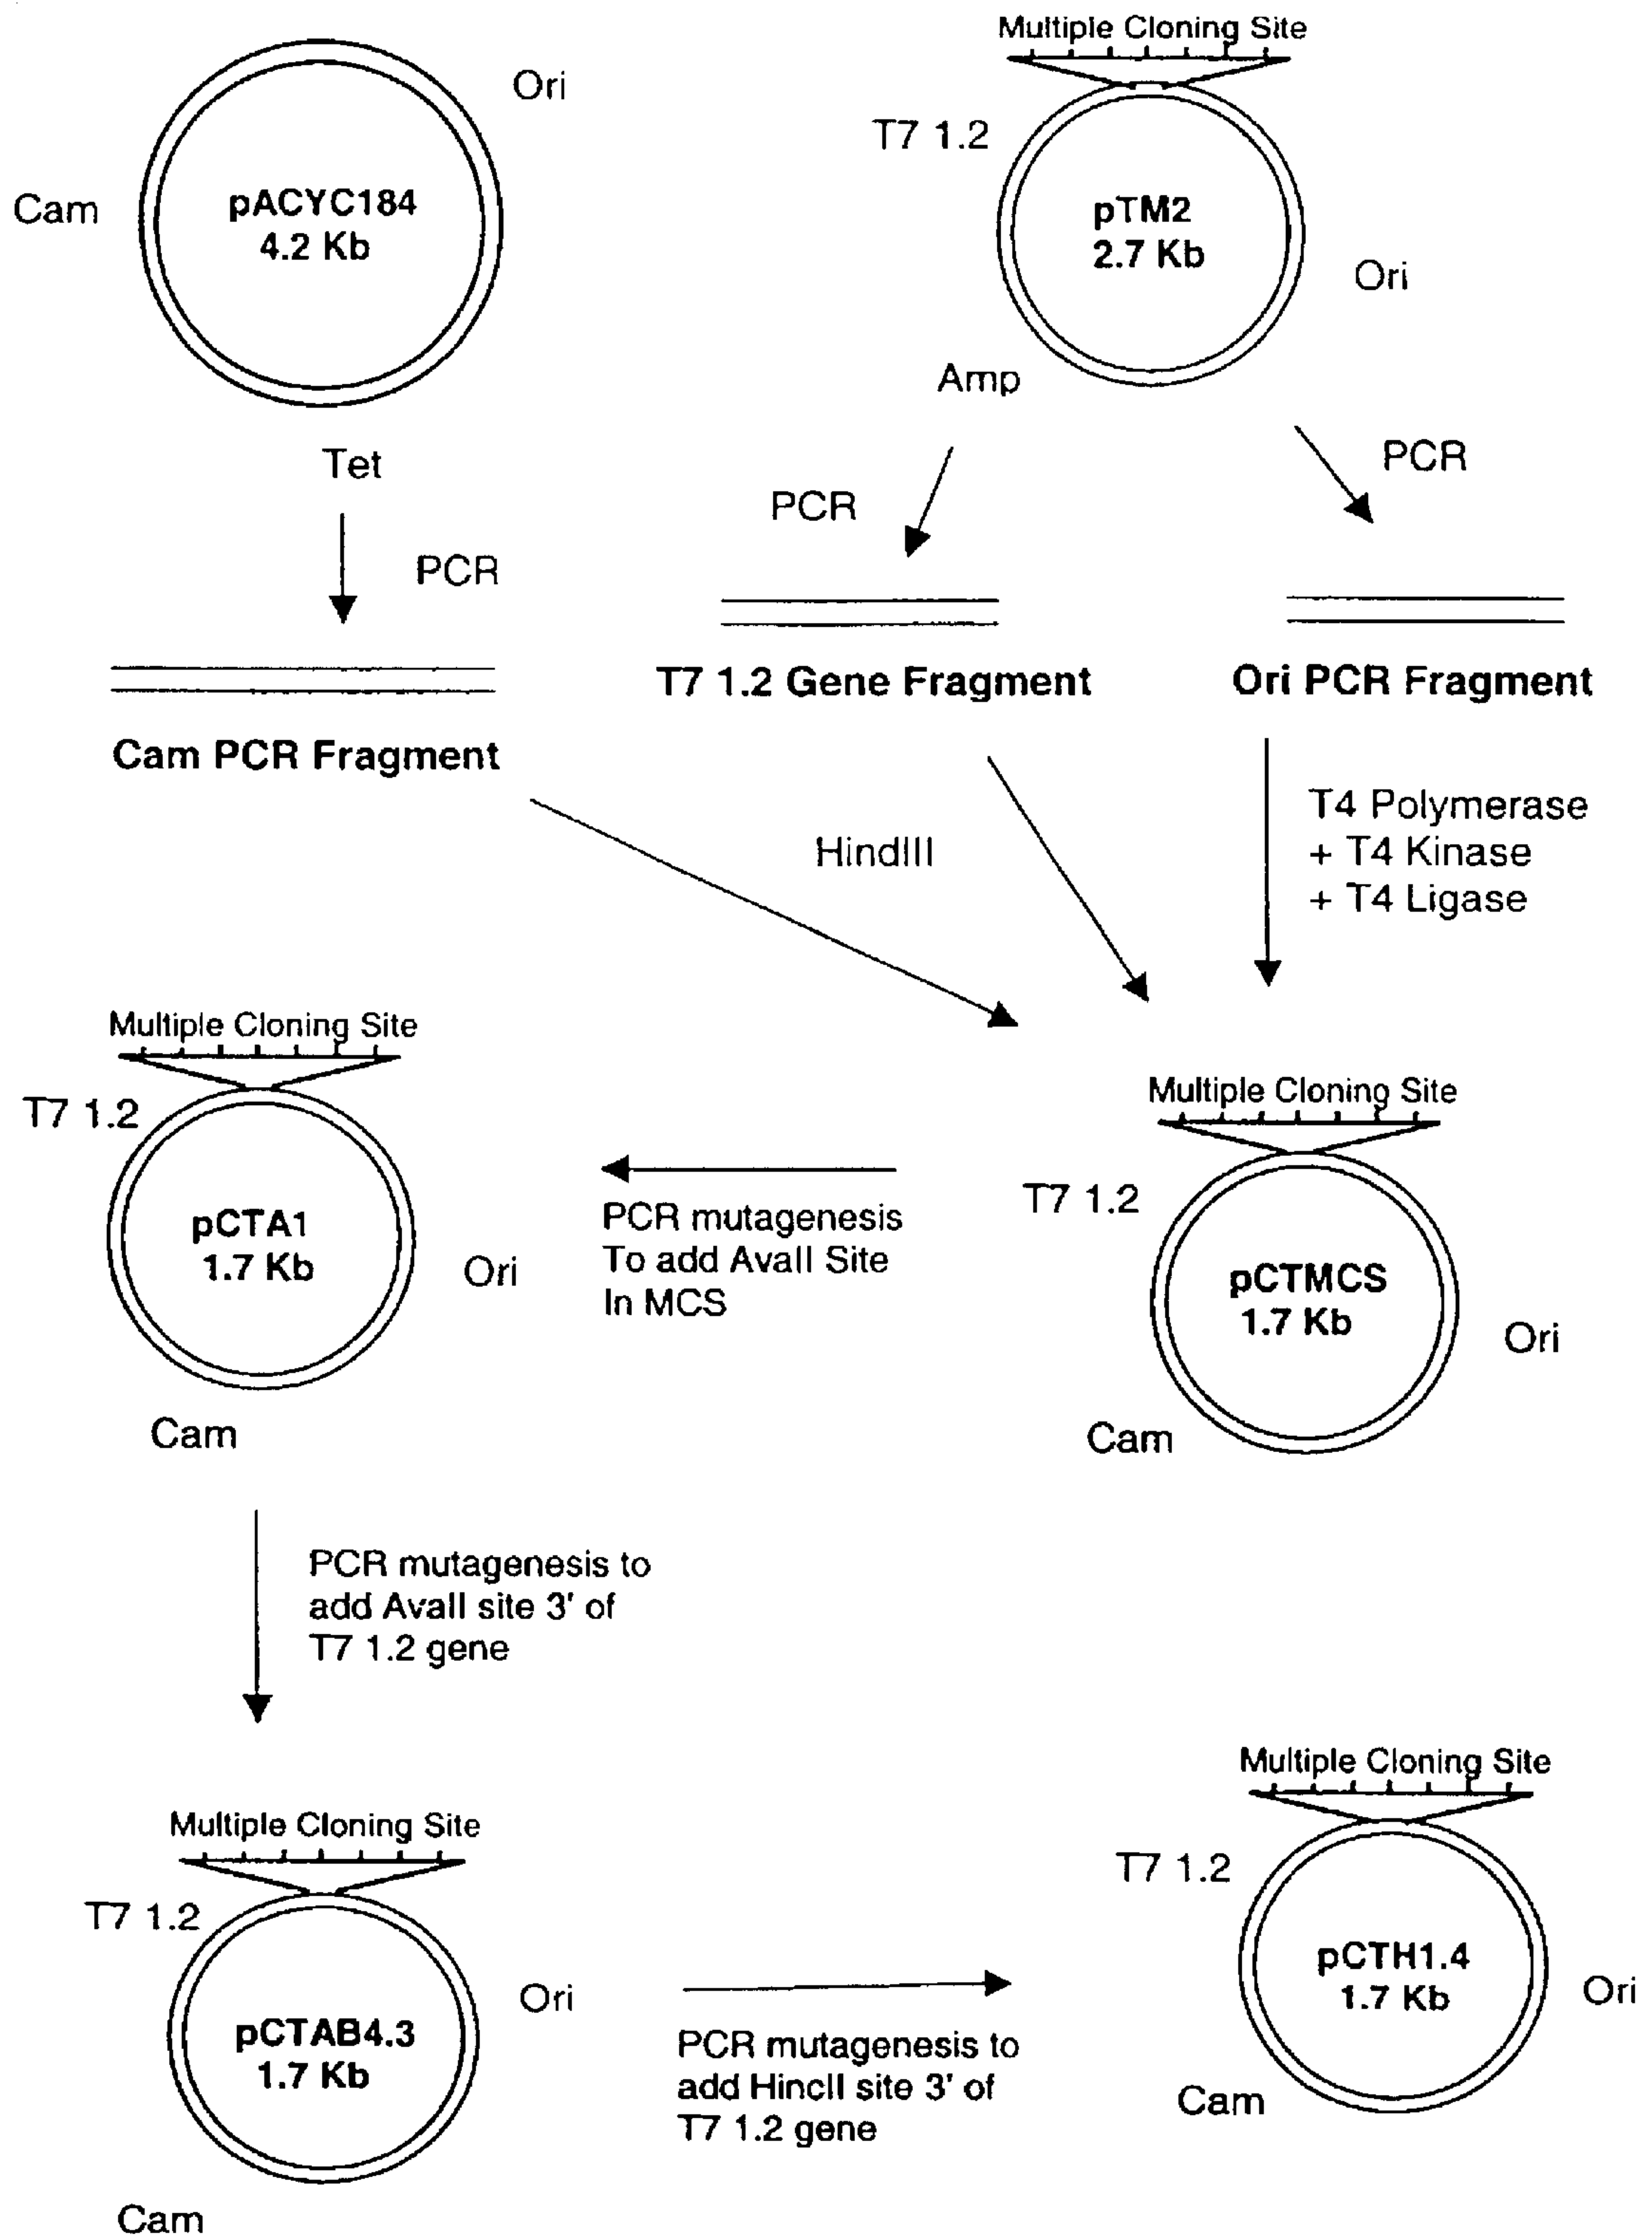 Multiple Cloning Site
Ori
T7 1.2
Cam
pACYC184
4.2 Kb
pTM2
2.7 Kb
Ori
Amp
Tet
PCR
PCR
PCR
T7 1.2 Gene Fragment
Ori PCR Fragment
Cam PCR Fragment
HindIII
T4 Polymerase
+ T4 Kinase
+ T4 Ligase
Multiple Cloning Site
T7 1.2
pCTA1
1.7 Kb
Ori
Cam
PCR mutagenesis
To add AvaII Site
In MCS
Multiple Cloning Site
T7 1.2
pCTMCS
1.7 Kb
Ori
Cam
PCR mutagenesis to
add AvaII site 3' of
T7 1.2 gene
Multiple Cloning Site
T7 1.2
pCTAB4.3
1.7 Kb
Ori
Cam
PCR mutagenesis to
add HincII site 3' of
T7 1.2 gene
Multiple Cloning Site
T7 1.2
pCTH1.4
1.7 Kb
Ori
Cam